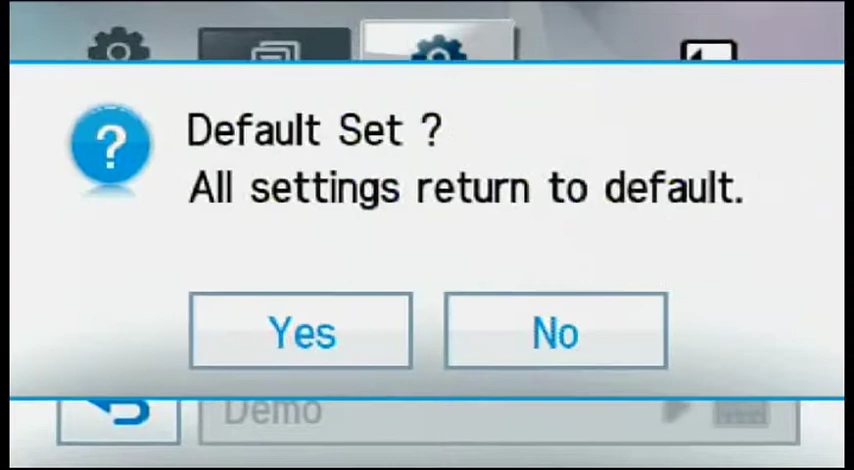 Default Set ?
All settings return to default.
Yes
No
Demo